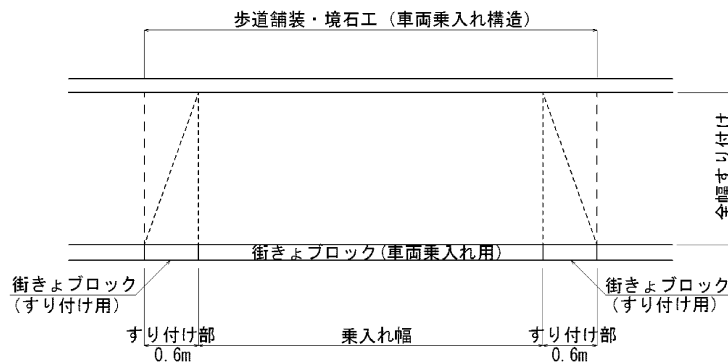 歩道舗装・境石工（車両乗入れ構造）
全幅すり付け
街きょブロック(車両乗入れ用)
街きょブロック
(すり付け用)
街きょブロック
(すり付け用)
すり付け部
乗入れ幅
すり付け部
0.6m
0.6m